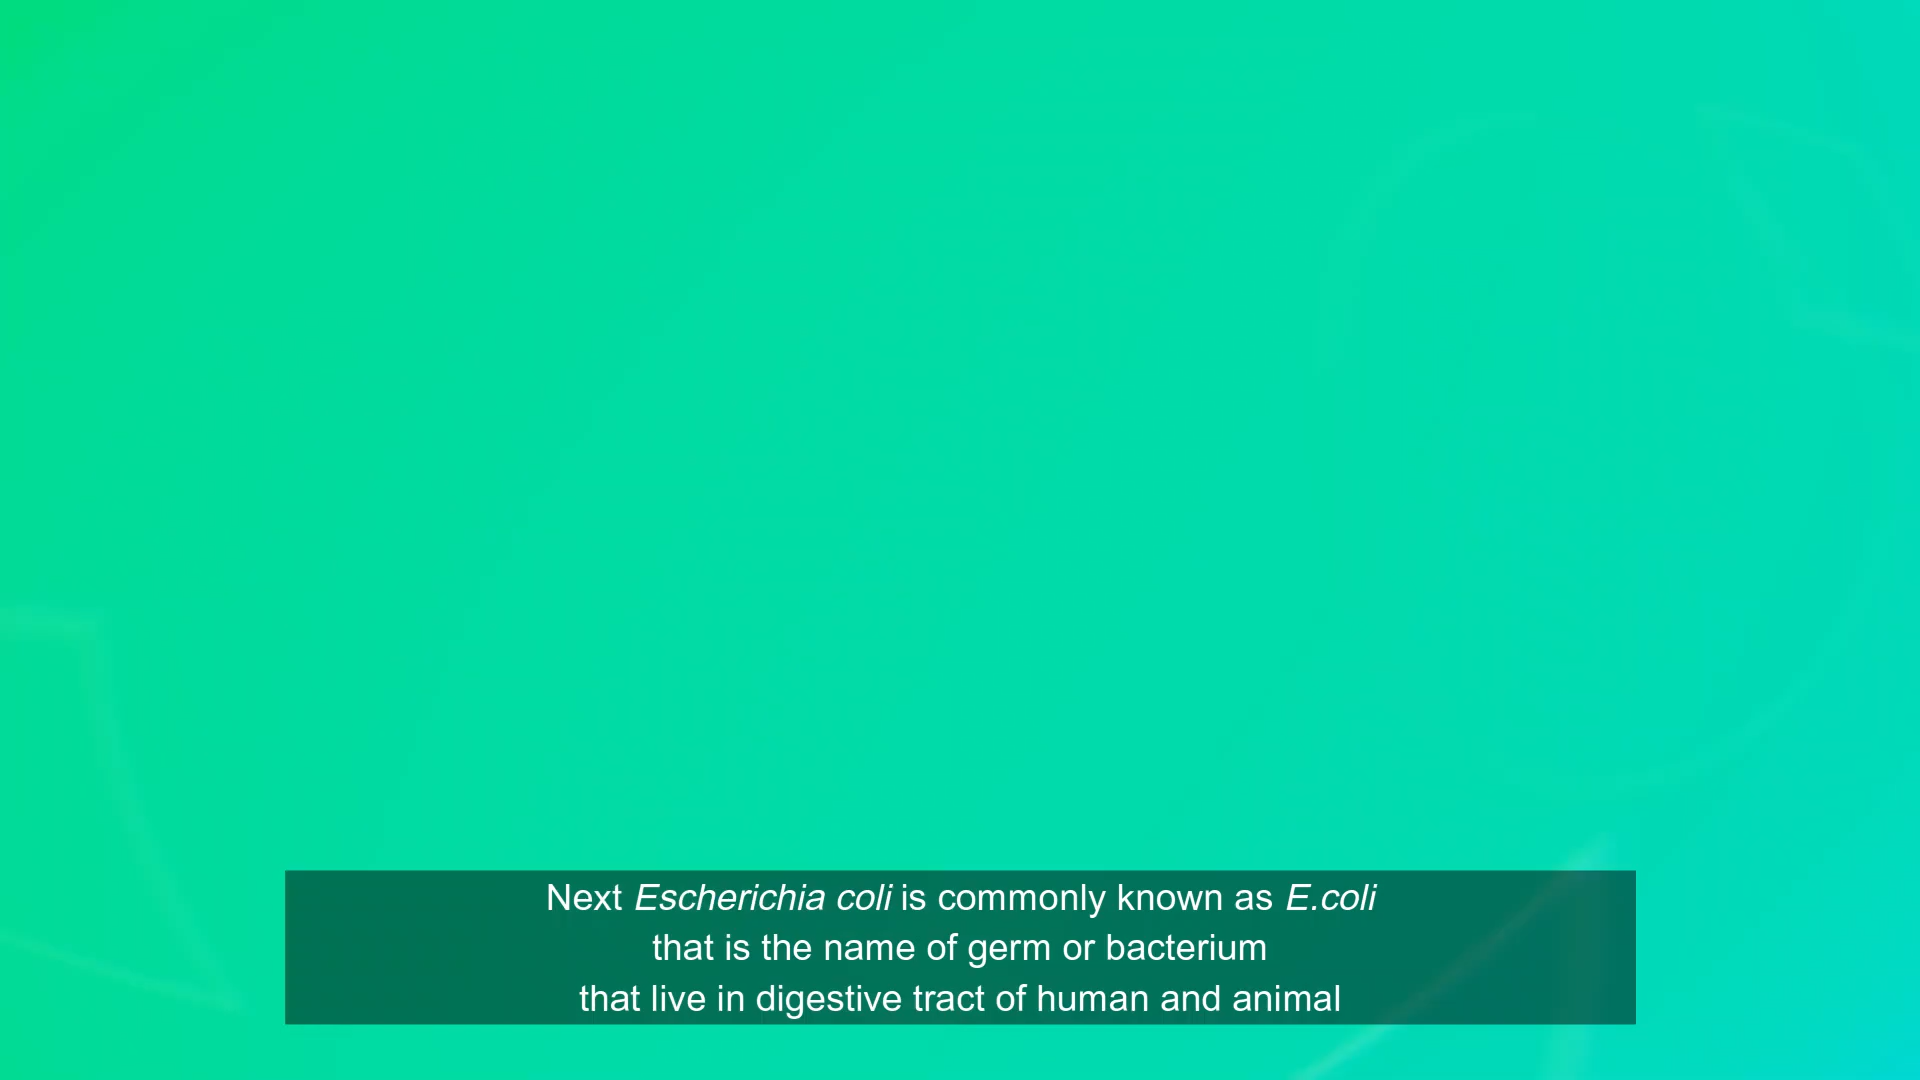 Next Escherichia coli is commonly known as E.coli
that is the name of germ or bacterium
that live in digestive tract of human and animal